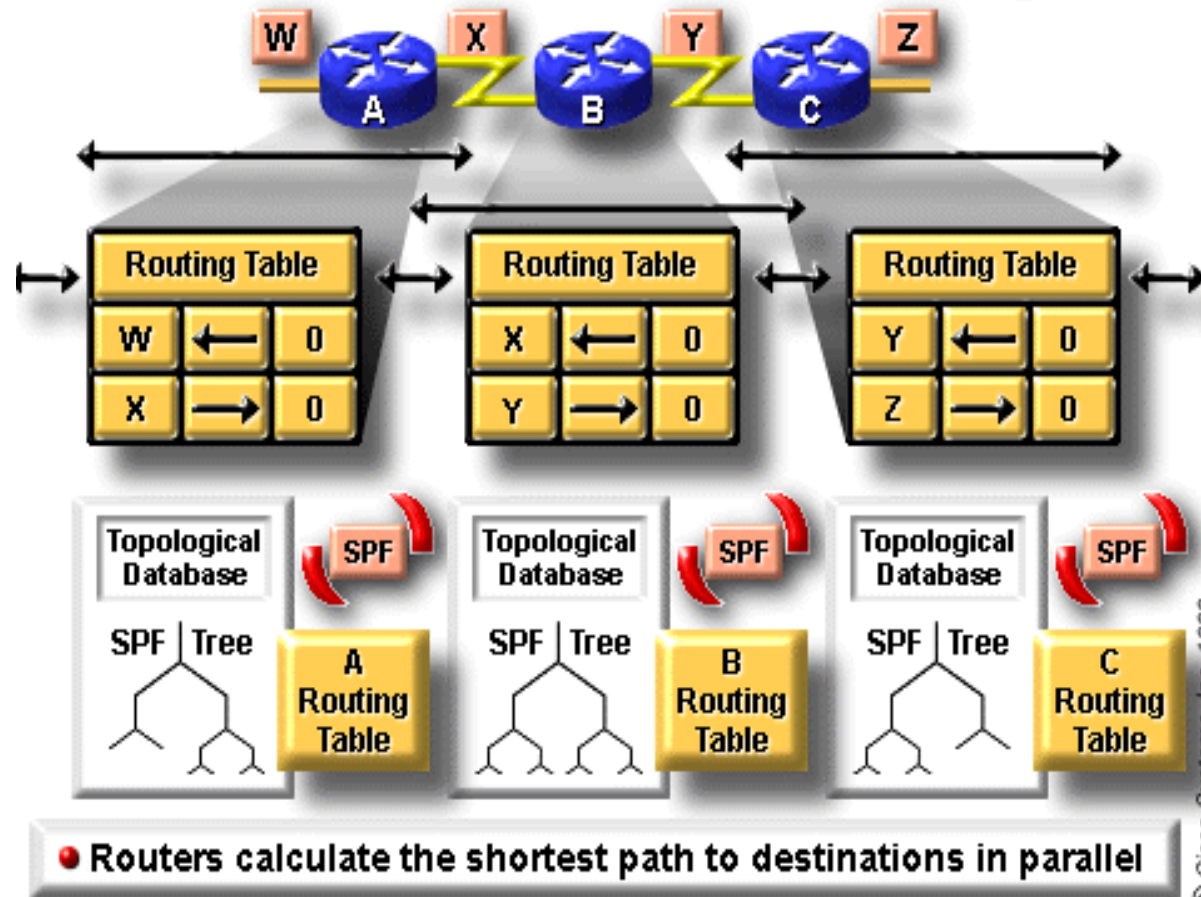 W X Y Z
A B C
Routing Table
W 0
X 0
Routing Table
X 0
Y 0
Routing Table
Y 0
Z 0
Topological
Database
SPF Tree
SPF
A
Routing
Table
Topological
Database
SPF Tree
SPF
B
Routing
Table
Topological
Database
SPF Tree
SPF
C
Routing
Table
Routers calculate the shortest path to destinations in parallel